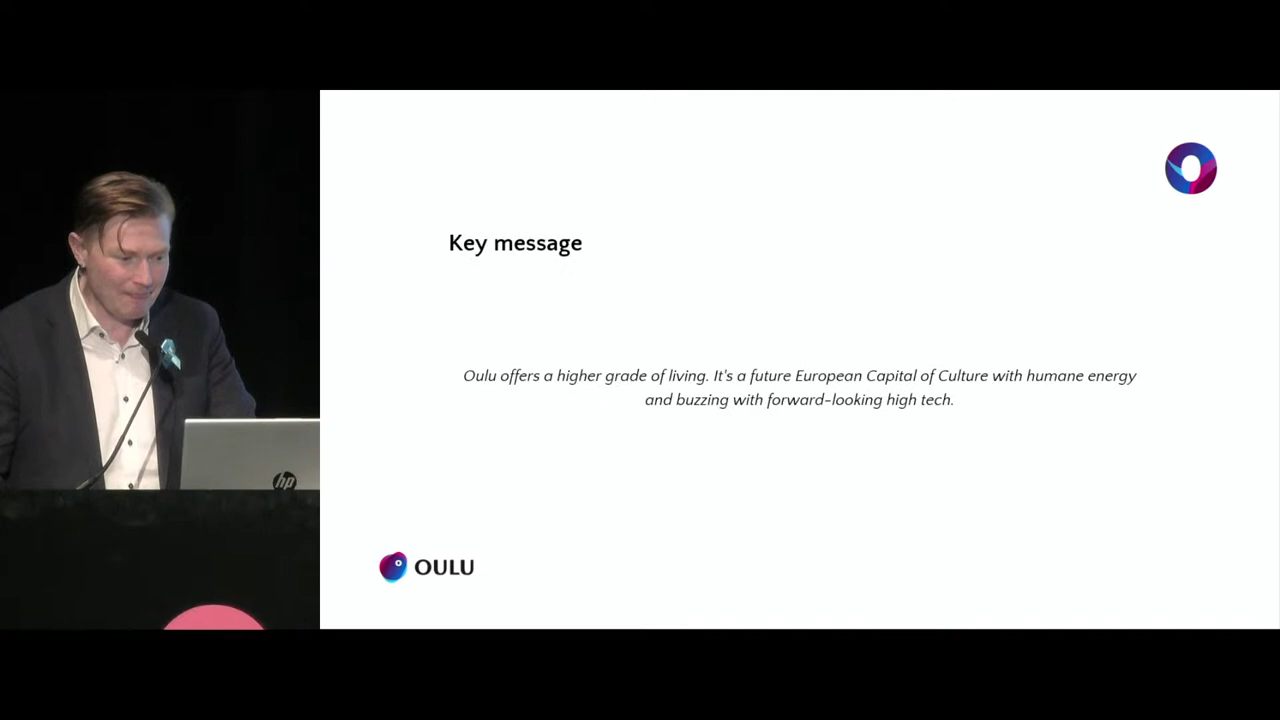 Key message
Oulu offers a higher grade of living. It's a future European Capital of Culture with humane energy
and buzzing with forward-looking high tech.
OULU
hp